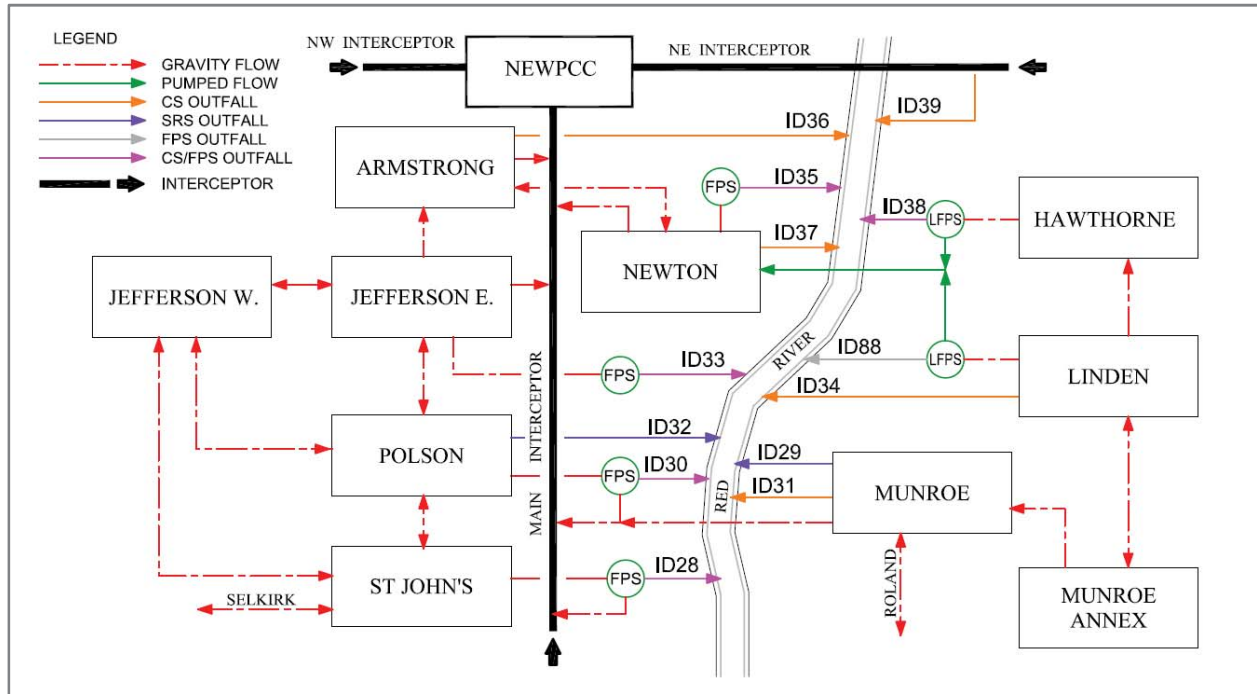 LEGEND
GRAVITY FLOW
PUMPED FLOW
CS OUTFALL
SRS OUTFALL
FPS OUTFALL
CS/FPS OUTFALL
INTERCEPTOR
NW INTERCEPTOR
NEWPCC
NE INTERCEPTOR
ID36
ID39
ARMSTRONG
FPS
ID35
ID38
LFPS
HAWTHORNE
ID37
NEWTON
JEFFERSON W.
JEFFERSON E.
FPS
ID33
RIVER
ID88
LFPS
LINDEN
ID34
MAIN INTERCEPTOR
POLSON
ID32
FPS
ID30
RED
ID29
ID31
MUNROE
ST JOHN'S
SELKIRK
FPS
ID28
ROLAND
MUNROE
ANNEX